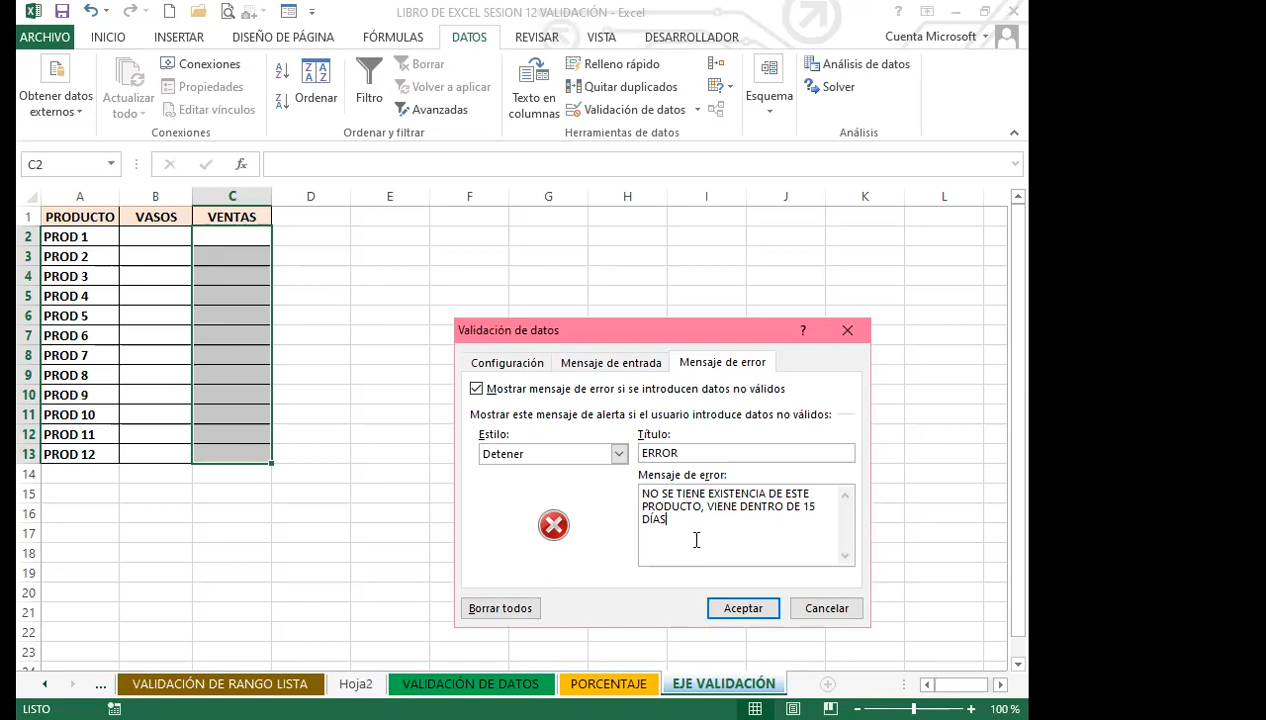 LIBRO DE EXCEL SESION 12 VALIDACIÓN - Excel
ARCHIVO INICIO INSERTAR DISEÑO DE PÁGINA FÓRMULAS DATOS REVISAR VISTA DESARROLLADOR Cuenta Microsoft
Obtener datos externos
Actualizar todo
Conexiones
Propiedades
Editar vínculos
Conexiones
Ordenar
Filtro
Borrar
Volver a aplicar
Avanzadas
Ordenar y filtrar
Texto en columnas
Relleno rápido
Quitar duplicados
Validación de datos
Herramientas de datos
Esquema
Análisis de datos
Solver
Análisis
C2
fx
A B C D E F G H I J K L
1 PRODUCTO VASOS VENTAS
2 PROD 1
3 PROD 2
4 PROD 3
5 PROD 4
6 PROD 5
7 PROD 6
8 PROD 7
9 PROD 8
10 PROD 9
11 PROD 10
12 PROD 11
13 PROD 12
14
15
16
17
18
19
20
21
22
23
24
Validación de datos
?
Configuración Mensaje de entrada Mensaje de error
Mostrar mensaje de error si se introducen datos no válidos
Mostrar este mensaje de alerta si el usuario introduce datos no válidos:
Estilo: Título:
Detener ERROR
Mensaje de error:
NO SE TIENE EXISTENCIA DE ESTE
PRODUCTO, VIENE DENTRO DE 15
DÍAS
Borrar todos Aceptar Cancelar
... VALIDACIÓN DE RANGO LISTA Hoja2 VALIDACIÓN DE DATOS PORCENTAJE EJE VALIDACIÓN
LISTO 100 %